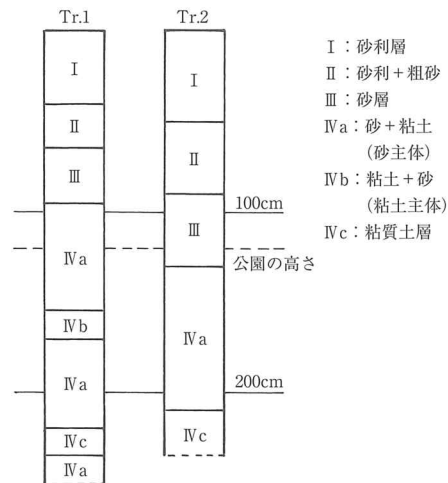 Tr.1
Tr.2
Ⅰ
Ⅱ
Ⅲ
Ⅳa
Ⅳb
Ⅳa
Ⅳc
Ⅳa
Ⅰ
Ⅱ
Ⅲ
Ⅳa
Ⅳc
100cm
公園の高さ
200cm
Ⅰ：砂利層
Ⅱ：砂利＋粗砂
Ⅲ：砂層
Ⅳa：砂＋粘土
(砂主体)
Ⅳb：粘土＋砂
(粘土主体)
Ⅳc：粘質土層